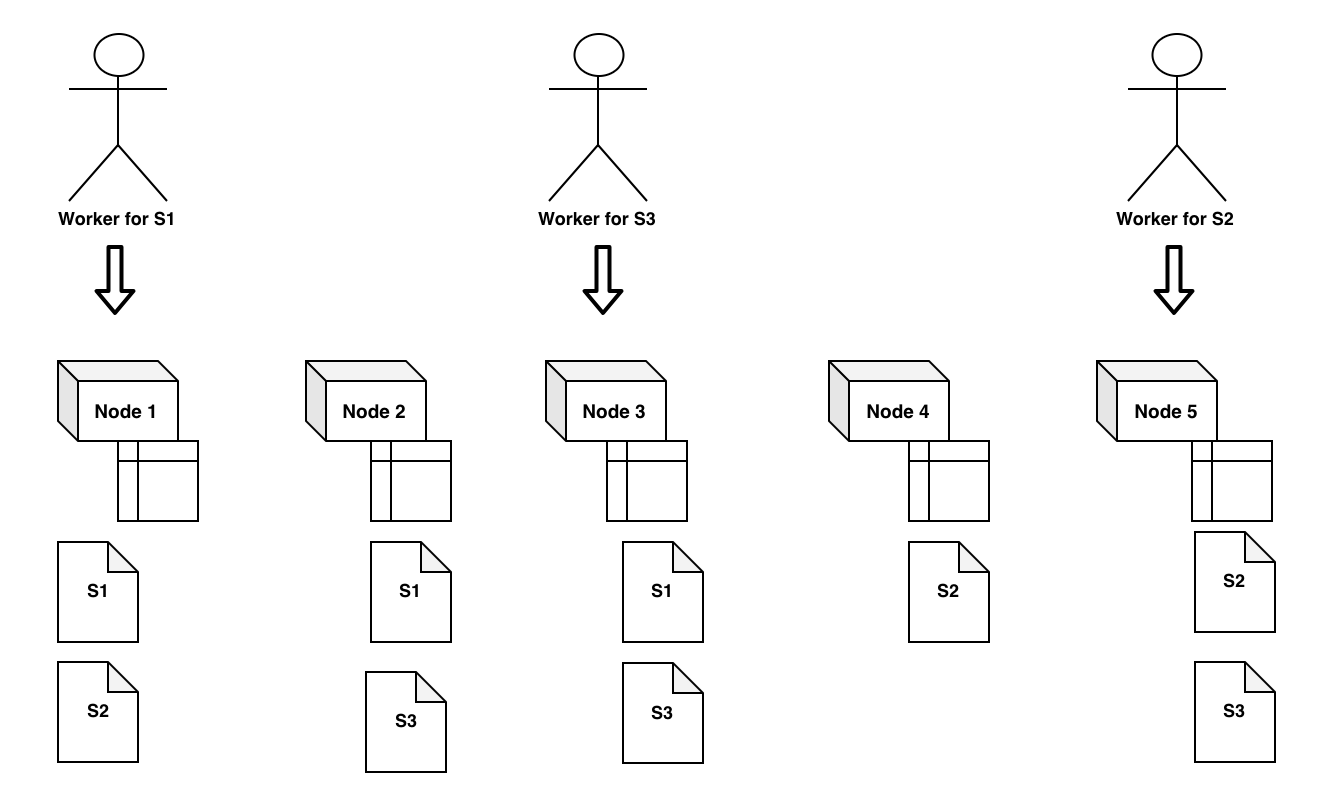 Worker for S1
Worker for S3
Worker for S2
Node 1
Node 2
Node 3
Node 4
Node 5
S1
S1
S1
S2
S2
S2
S3
S3
S3